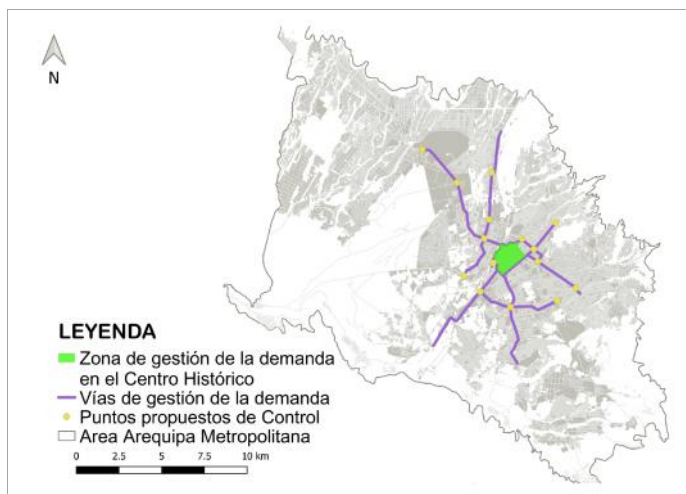 N
LEYENDA
Zona de gestión de la demanda
en el Centro Histórico
Vías de gestión de la demanda
Puntos propuestos de Control
Area Arequipa Metropolitana
0 2.5 5 7.5 10 km